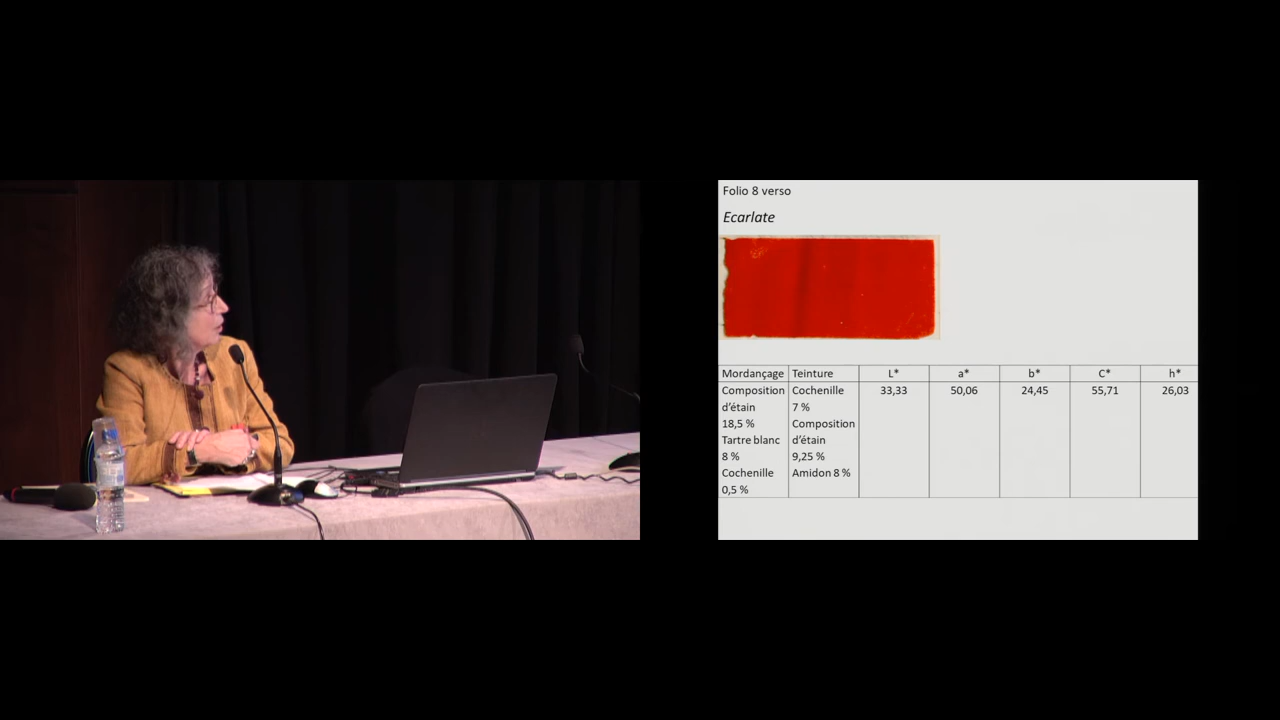 Folio 8 verso
Ecarlate
Mordançage Teinture L* a* b* C* h*
Composition d’étain 18,5 % Tartre blanc 8 % Cochenille 0,5 %
Cochenille 7 % Composition d’étain 9,25 % Amidon 8 %
33,33 50,06 24,45 55,71 26,03